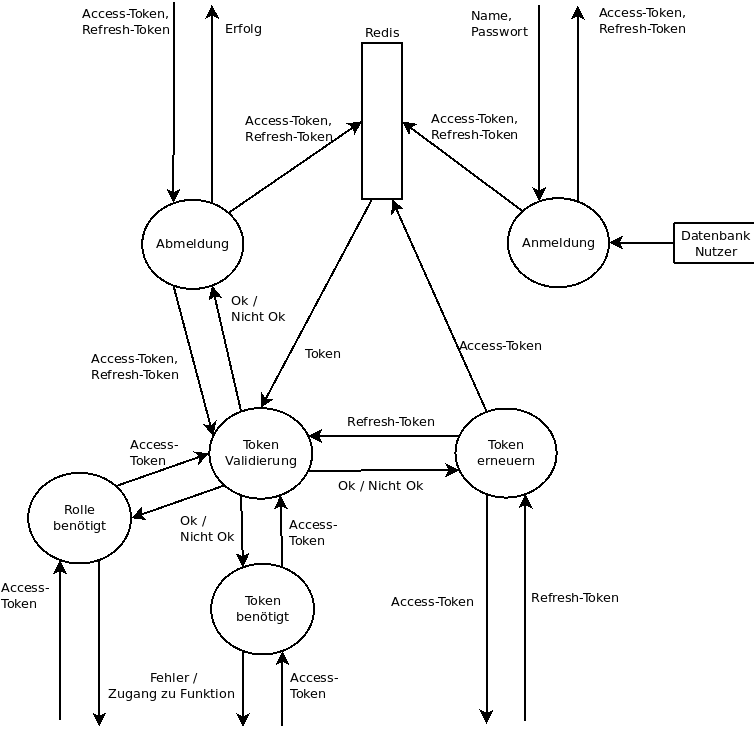 Access-Token,
Refresh-Token
Erfolg
Name,
Passwort
Access-Token,
Refresh-Token
Redis
Access-Token,
Refresh-Token
Access-Token,
Refresh-Token
Abmeldung
Anmeldung
Datenbank
Nutzer
Ok /
Nicht Ok
Access-Token,
Refresh-Token
Token
Access-Token
Refresh-Token
Access-
Token
Token
Validierung
Token
erneuern
Ok / Nicht Ok
Rolle
benötigt
Ok /
Nicht Ok
Access-
Token
Access-
Token
Token
benötigt
Access-Token
Refresh-Token
Fehler /
Zugang zu Funktion
Access-
Token